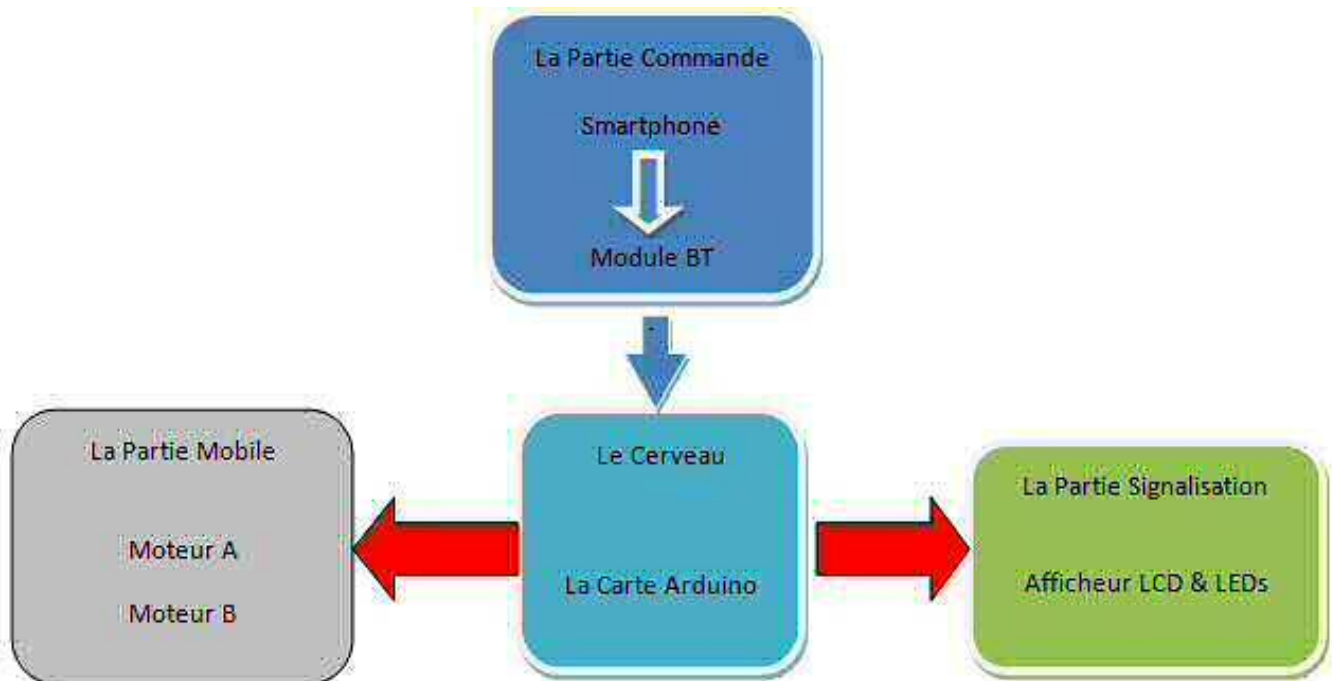 La Partie Commande
Smartphone
Module BT
La Partie Mobile
Moteur A
Moteur B
Le Cerveau
La Carte Arduino
La Partie Signalisation
Afficheur LCD & LEDs